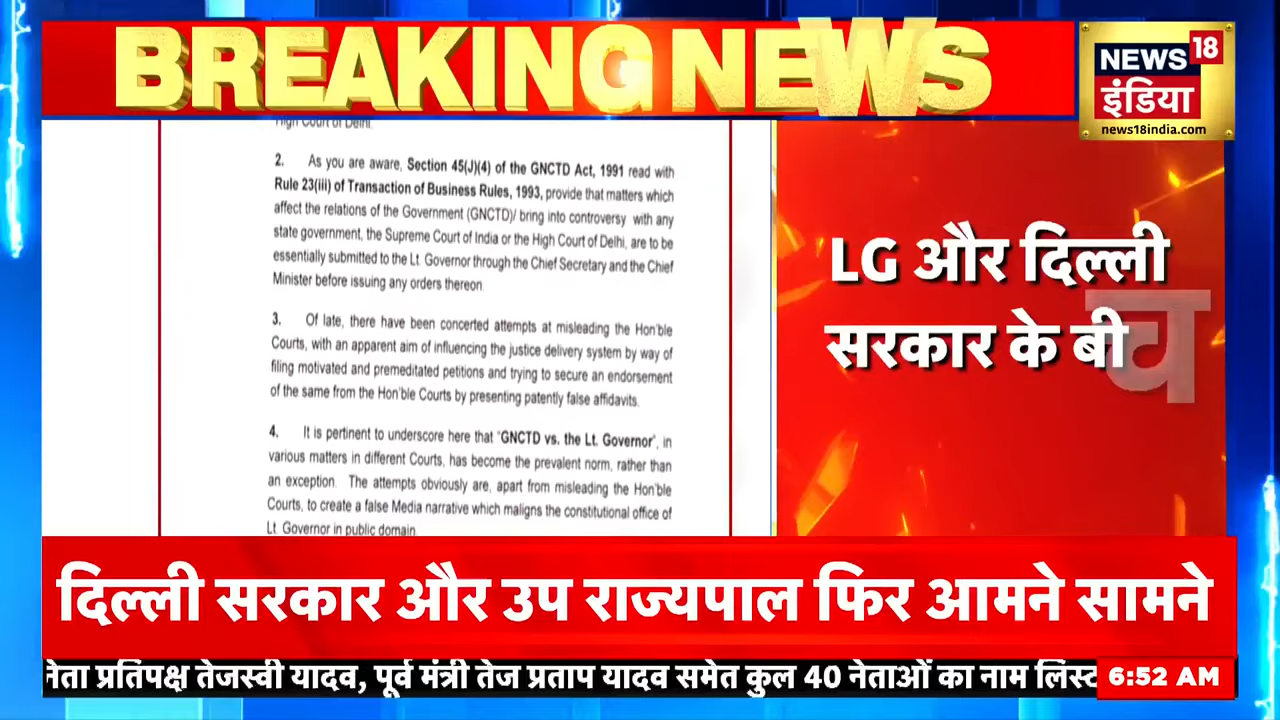 BREAKING NEWS
NEWS 18
इंडिया
news18india.com
High Court of Delhi.
2. As you are aware, Section 45(J)(4) of the GNCTD Act, 1991 read with
Rule 23(iii) of Transaction of Business Rules, 1993, provide that matters which
affect the relations of the Government (GNCTD)/ bring into controversy with any
state government, the Supreme Court of India or the High Court of Delhi, are to be
essentially submitted to the Lt. Governor through the Chief Secretary and the Chief
Minister before issuing any orders thereon.
3. Of late, there have been concerted attempts at misleading the Hon'ble
Courts, with an apparent aim of influencing the justice delivery system by way of
filing motivated and premeditated petitions and trying to secure an endorsement
of the same from the Hon'ble Courts by presenting patently false affidavits.
4. It is pertinent to underscore here that "GNCTD vs. the Lt. Governor", in
various matters in different Courts, has become the prevalent norm, rather than
an exception. The attempts obviously are, apart from misleading the Hon'ble
Courts, to create a false Media narrative which maligns the constitutional office of
Lt. Governor in public domain.
LG और दिल्ली
सरकार के बीच
दिल्ली सरकार और उप राज्यपाल फिर आमने सामने
नेता प्रतिपक्ष तेजस्वी यादव, पूर्व मंत्री तेज प्रताप यादव समेत कुल 40 नेताओं का नाम लिस्ट
6:52 AM